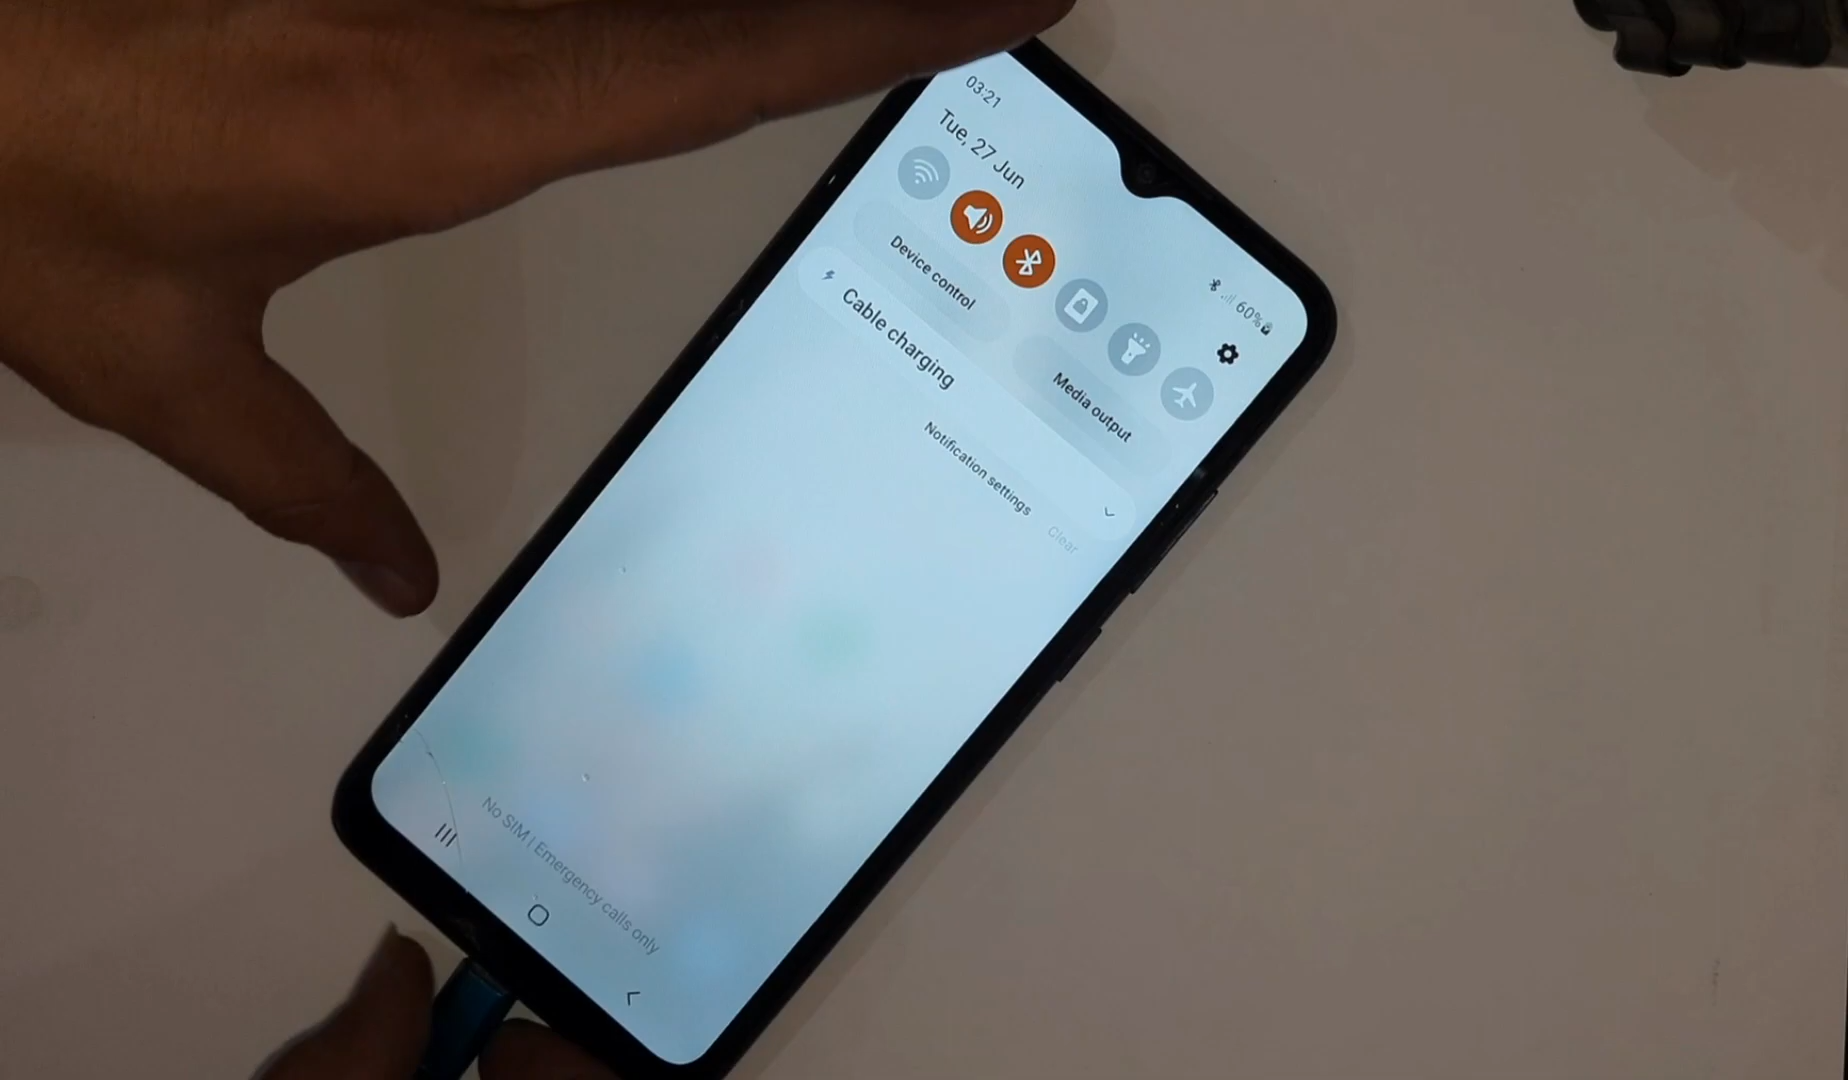 03:21
Tue, 27 Jun
60%
Device control
Media output
Cable charging
Notification settings
Clear
No SIM | Emergency calls only